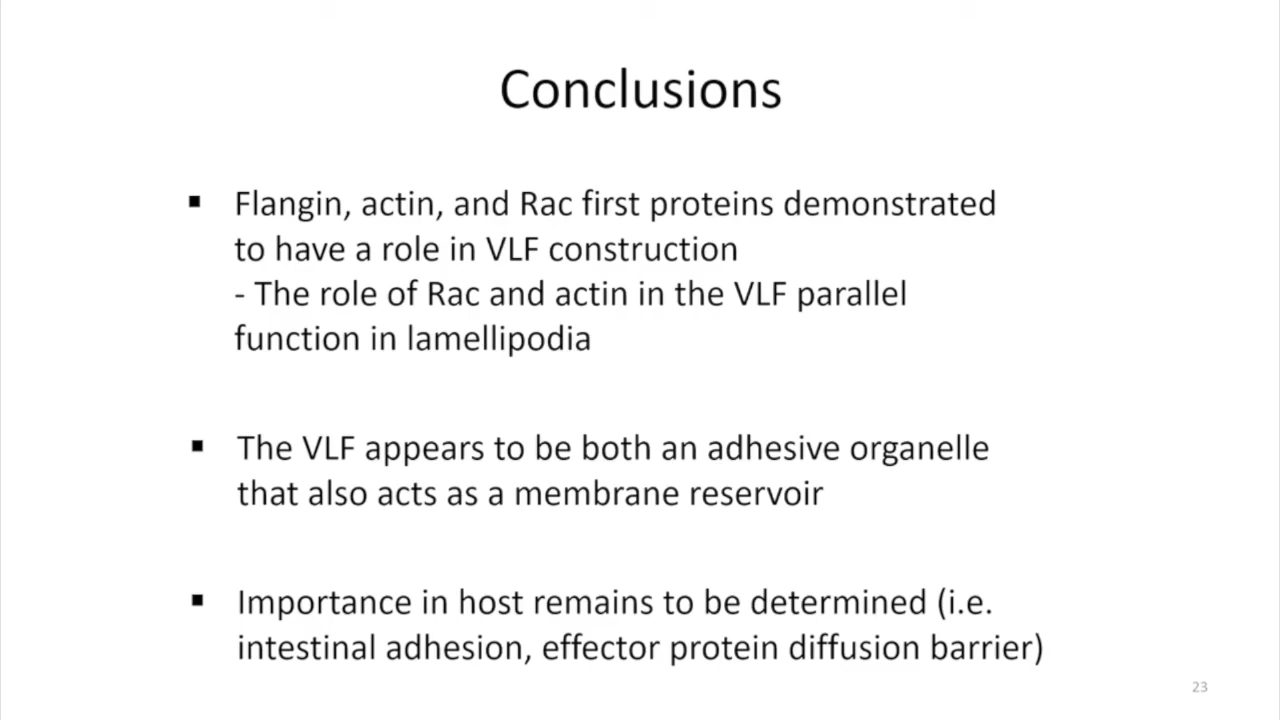 Conclusions
▪ Flangin, actin, and Rac first proteins demonstrated
to have a role in VLF construction
- The role of Rac and actin in the VLF parallel
function in lamellipodia
▪ The VLF appears to be both an adhesive organelle
that also acts as a membrane reservoir
▪ Importance in host remains to be determined (i.e.
intestinal adhesion, effector protein diffusion barrier)
23